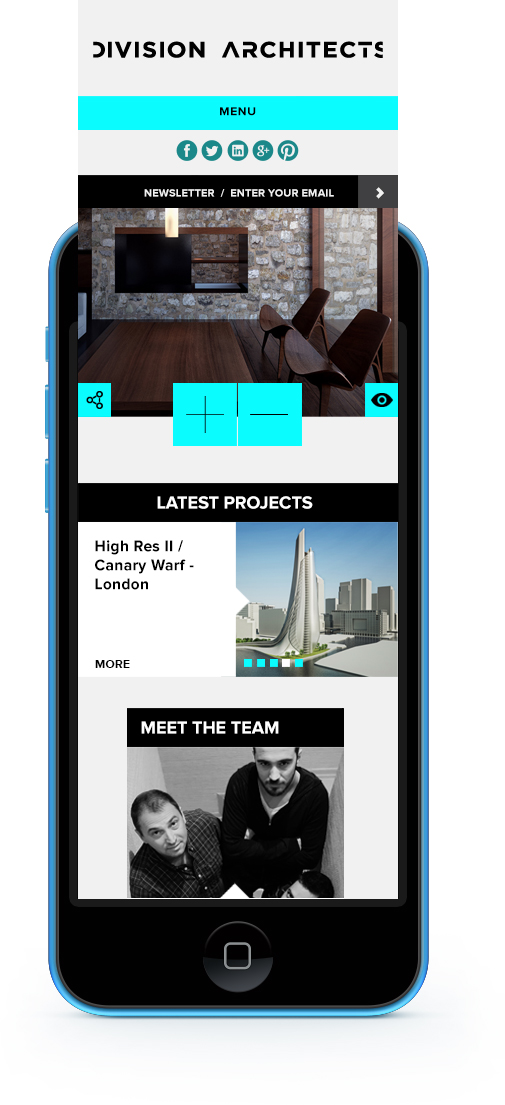 DIVISION ARCHITECTS
MENU
NEWSLETTER / ENTER YOUR EMAIL
LATEST PROJECTS
High Res II /
Canary Warf -
London
MORE
MEET THE TEAM